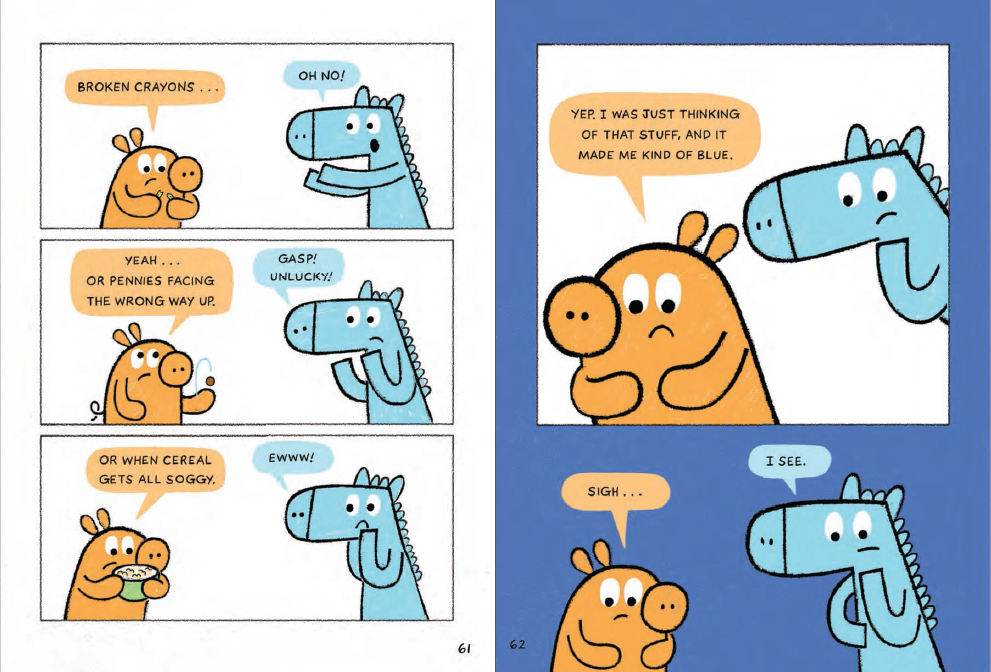 BROKEN CRAYONS . . .
OH NO!
YEAH . . .
OR PENNIES FACING
THE WRONG WAY UP.
GASP!
UNLUCKY!
OR WHEN CEREAL
GETS ALL SOGGY.
EWWW!
61
YEP. I WAS JUST THINKING
OF THAT STUFF, AND IT
MADE ME KIND OF BLUE.
SIGH . . .
I SEE.
62